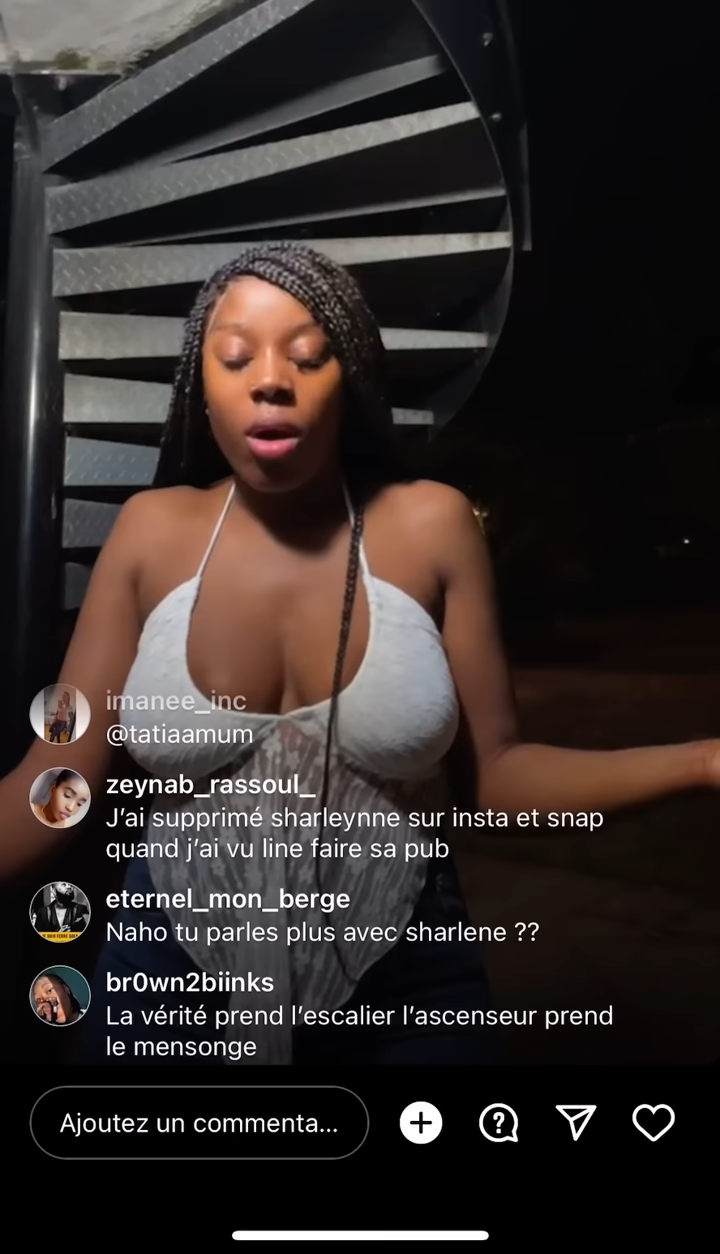 imanee_inc
@tatiaamum
zeynab_rassoul_
J'ai supprimé sharleynne sur insta et snap
quand j'ai vu line faire sa pub
eternel_mon_berge
Naho tu parles plus avec sharlene ??
br0wn2biinks
La vérité prend l'escalier l'ascenseur prend
le mensonge
Ajoutez un commenta...